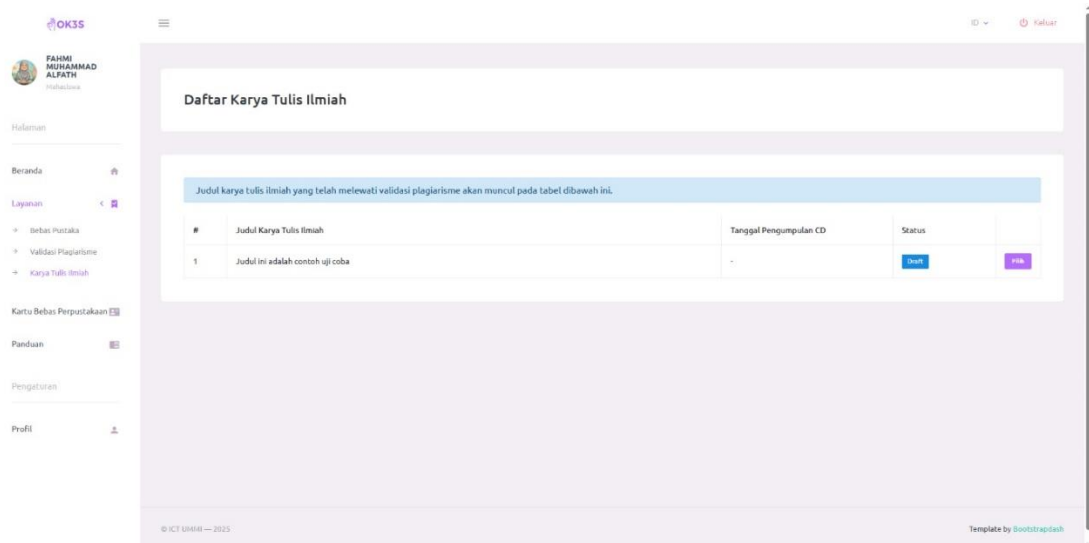 OK3S
ID
Keluar
FAHMI
MUHAMMAD
ALFATH
Mahasiswa
Halaman
Beranda
Layanan
Bebas Pustaka
Validasi Plagiarisme
Karya Tulis Ilmiah
Kartu Bebas Perpustakaan
Panduan
Pengaturan
Profil
Daftar Karya Tulis Ilmiah
Judul karya tulis ilmiah yang telah melewati validasi plagiarisme akan muncul pada tabel dibawah ini.
# Judul Karya Tulis Ilmiah Tanggal Pengumpulan CD Status
1 Judul ini adalah contoh uji coba - Draft Pilih
© ICT UMMI — 2025
Template by Bootstrapdash